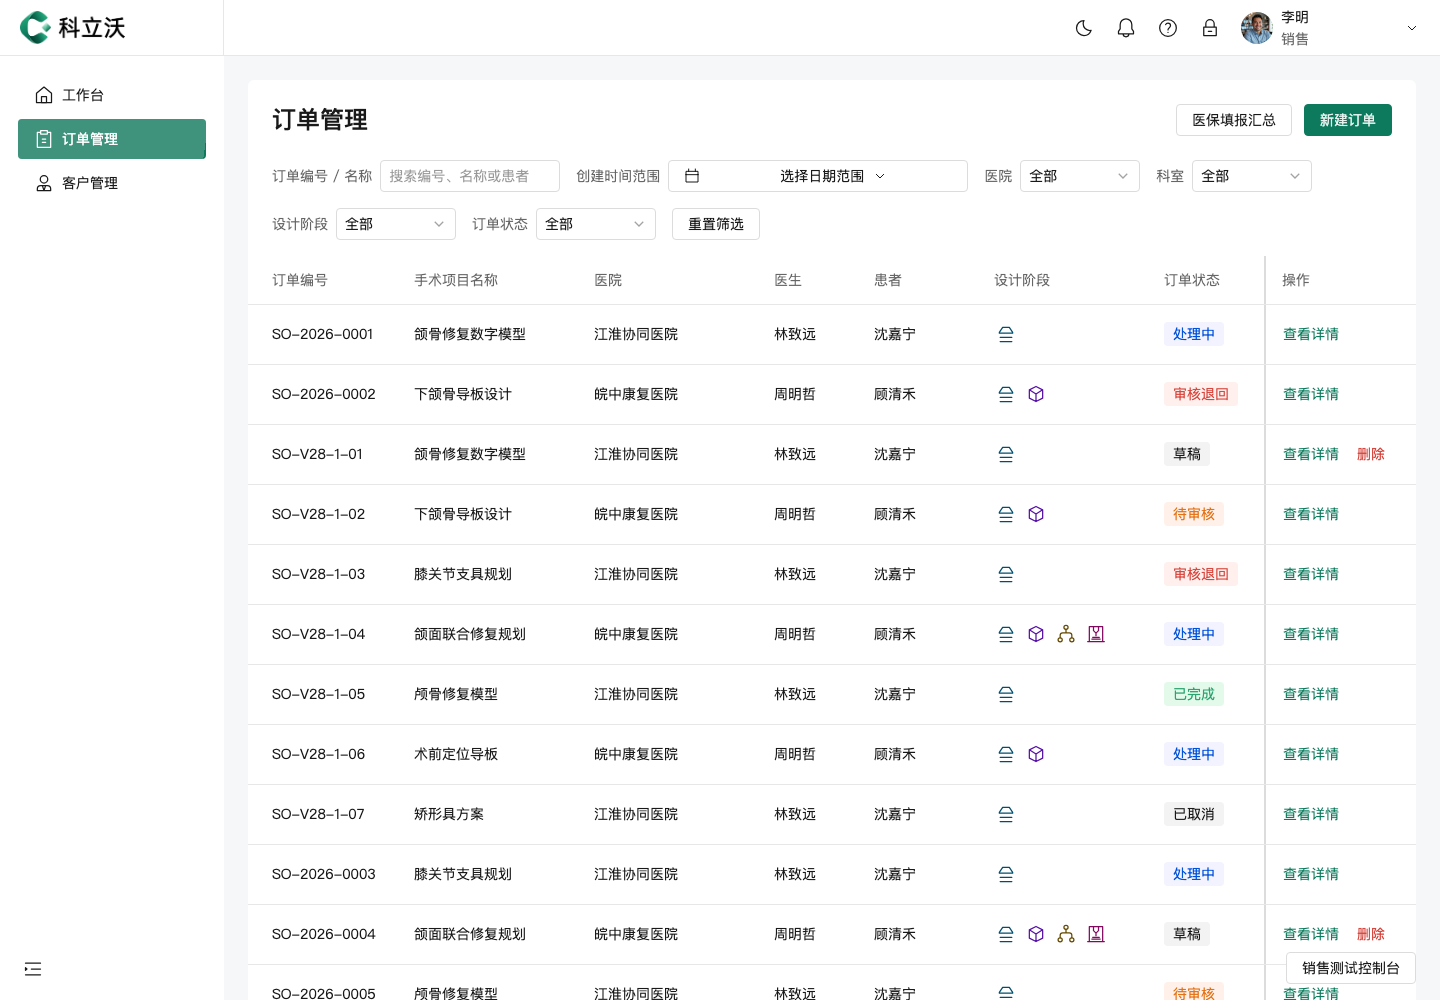 科立沃
李明
销售
工作台
订单管理
客户管理
订单管理
医保填报汇总 新建订单
订单编号 / 名称 搜索编号、名称或患者 创建时间范围 选择日期范围 医院 全部 科室 全部
设计阶段 全部 订单状态 全部 重置筛选
订单编号 手术项目名称 医院 医生 患者 设计阶段 订单状态 操作
SO-2026-0001 颌骨修复数字模型 江淮协同医院 林致远 沈嘉宁 处理中 查看详情
SO-2026-0002 下颌骨导板设计 皖中康复医院 周明哲 顾清禾 审核退回 查看详情
SO-V28-1-01 颌骨修复数字模型 江淮协同医院 林致远 沈嘉宁 草稿 查看详情 删除
SO-V28-1-02 下颌骨导板设计 皖中康复医院 周明哲 顾清禾 待审核 查看详情
SO-V28-1-03 膝关节支具规划 江淮协同医院 林致远 沈嘉宁 审核退回 查看详情
SO-V28-1-04 颌面联合修复规划 皖中康复医院 周明哲 顾清禾 处理中 查看详情
SO-V28-1-05 颅骨修复模型 江淮协同医院 林致远 沈嘉宁 已完成 查看详情
SO-V28-1-06 术前定位导板 皖中康复医院 周明哲 顾清禾 处理中 查看详情
SO-V28-1-07 矫形具方案 江淮协同医院 林致远 沈嘉宁 已取消 查看详情
SO-2026-0003 膝关节支具规划 江淮协同医院 林致远 沈嘉宁 处理中 查看详情
SO-2026-0004 颌面联合修复规划 皖中康复医院 周明哲 顾清禾 草稿 查看详情 删除
销售测试控制台
SO-2026-0005 颅骨修复模型 江淮协同医院 林致远 沈嘉宁 待审核 查看详情